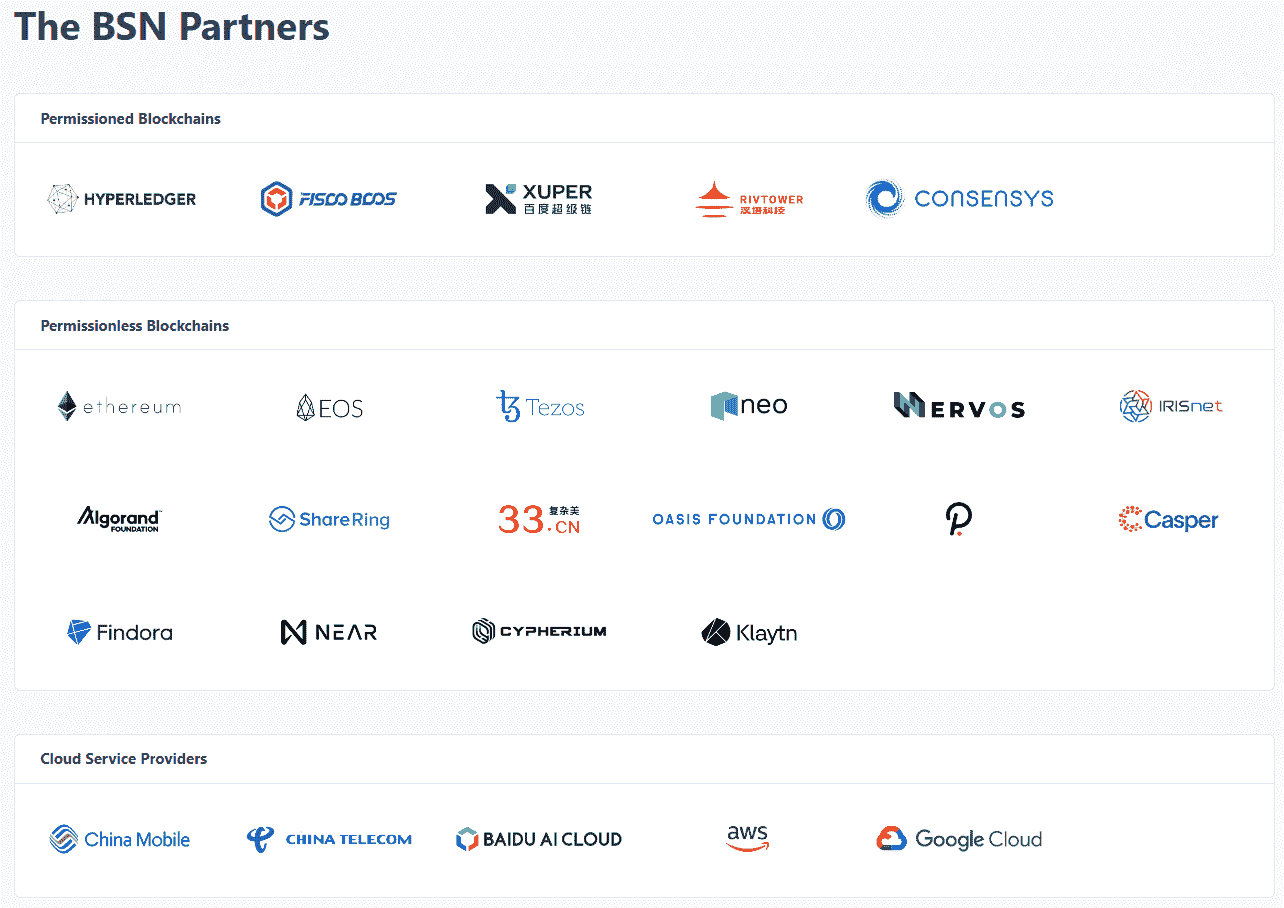 The BSN Partners
Permissioned Blockchains
HYPERLEDGER
FISCO BCOS
XUPER
百度超级链
RIVTOWER
汉塔科技
CONSENSYS
Permissionless Blockchains
ethereum
EOS
Tezos
neo
NERVOS
IRISnet
Algorand
FOUNDATION
ShareRing
33.CN
复杂美
OASIS FOUNDATION
Casper
Findora
NEAR
CYPHERIUM
Klaytn
Cloud Service Providers
China Mobile
CHINA TELECOM
BAIDU AI CLOUD
aws
Google Cloud